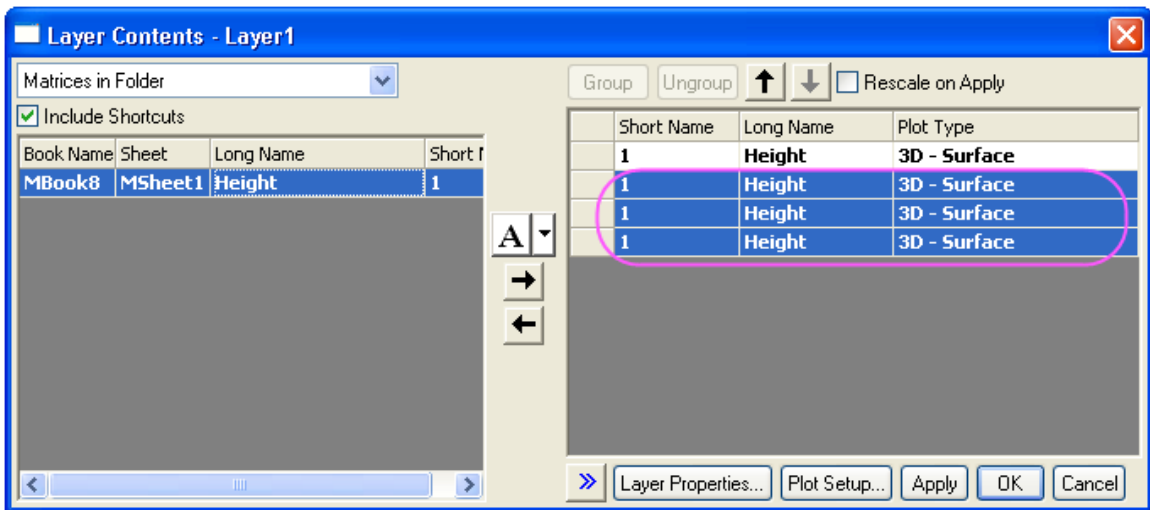 Layer Contents - Layer1
Matrices in Folder
Include Shortcuts
Book Name Sheet Long Name Short
MBook8 MSheet1 Height 1
A
Group Ungroup Rescale on Apply
Short Name Long Name Plot Type
1 Height 3D - Surface
1 Height 3D - Surface
1 Height 3D - Surface
1 Height 3D - Surface
Layer Properties... Plot Setup... Apply OK Cancel